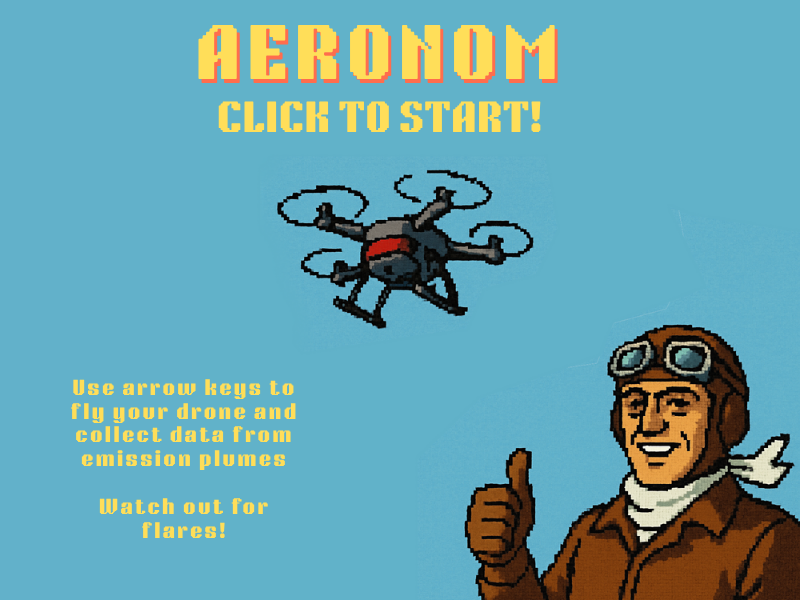 AERONOM
CLICK TO START!
Use arrow keys to
fly your drone and
collect data from
emission plumes
Watch out for
flares!